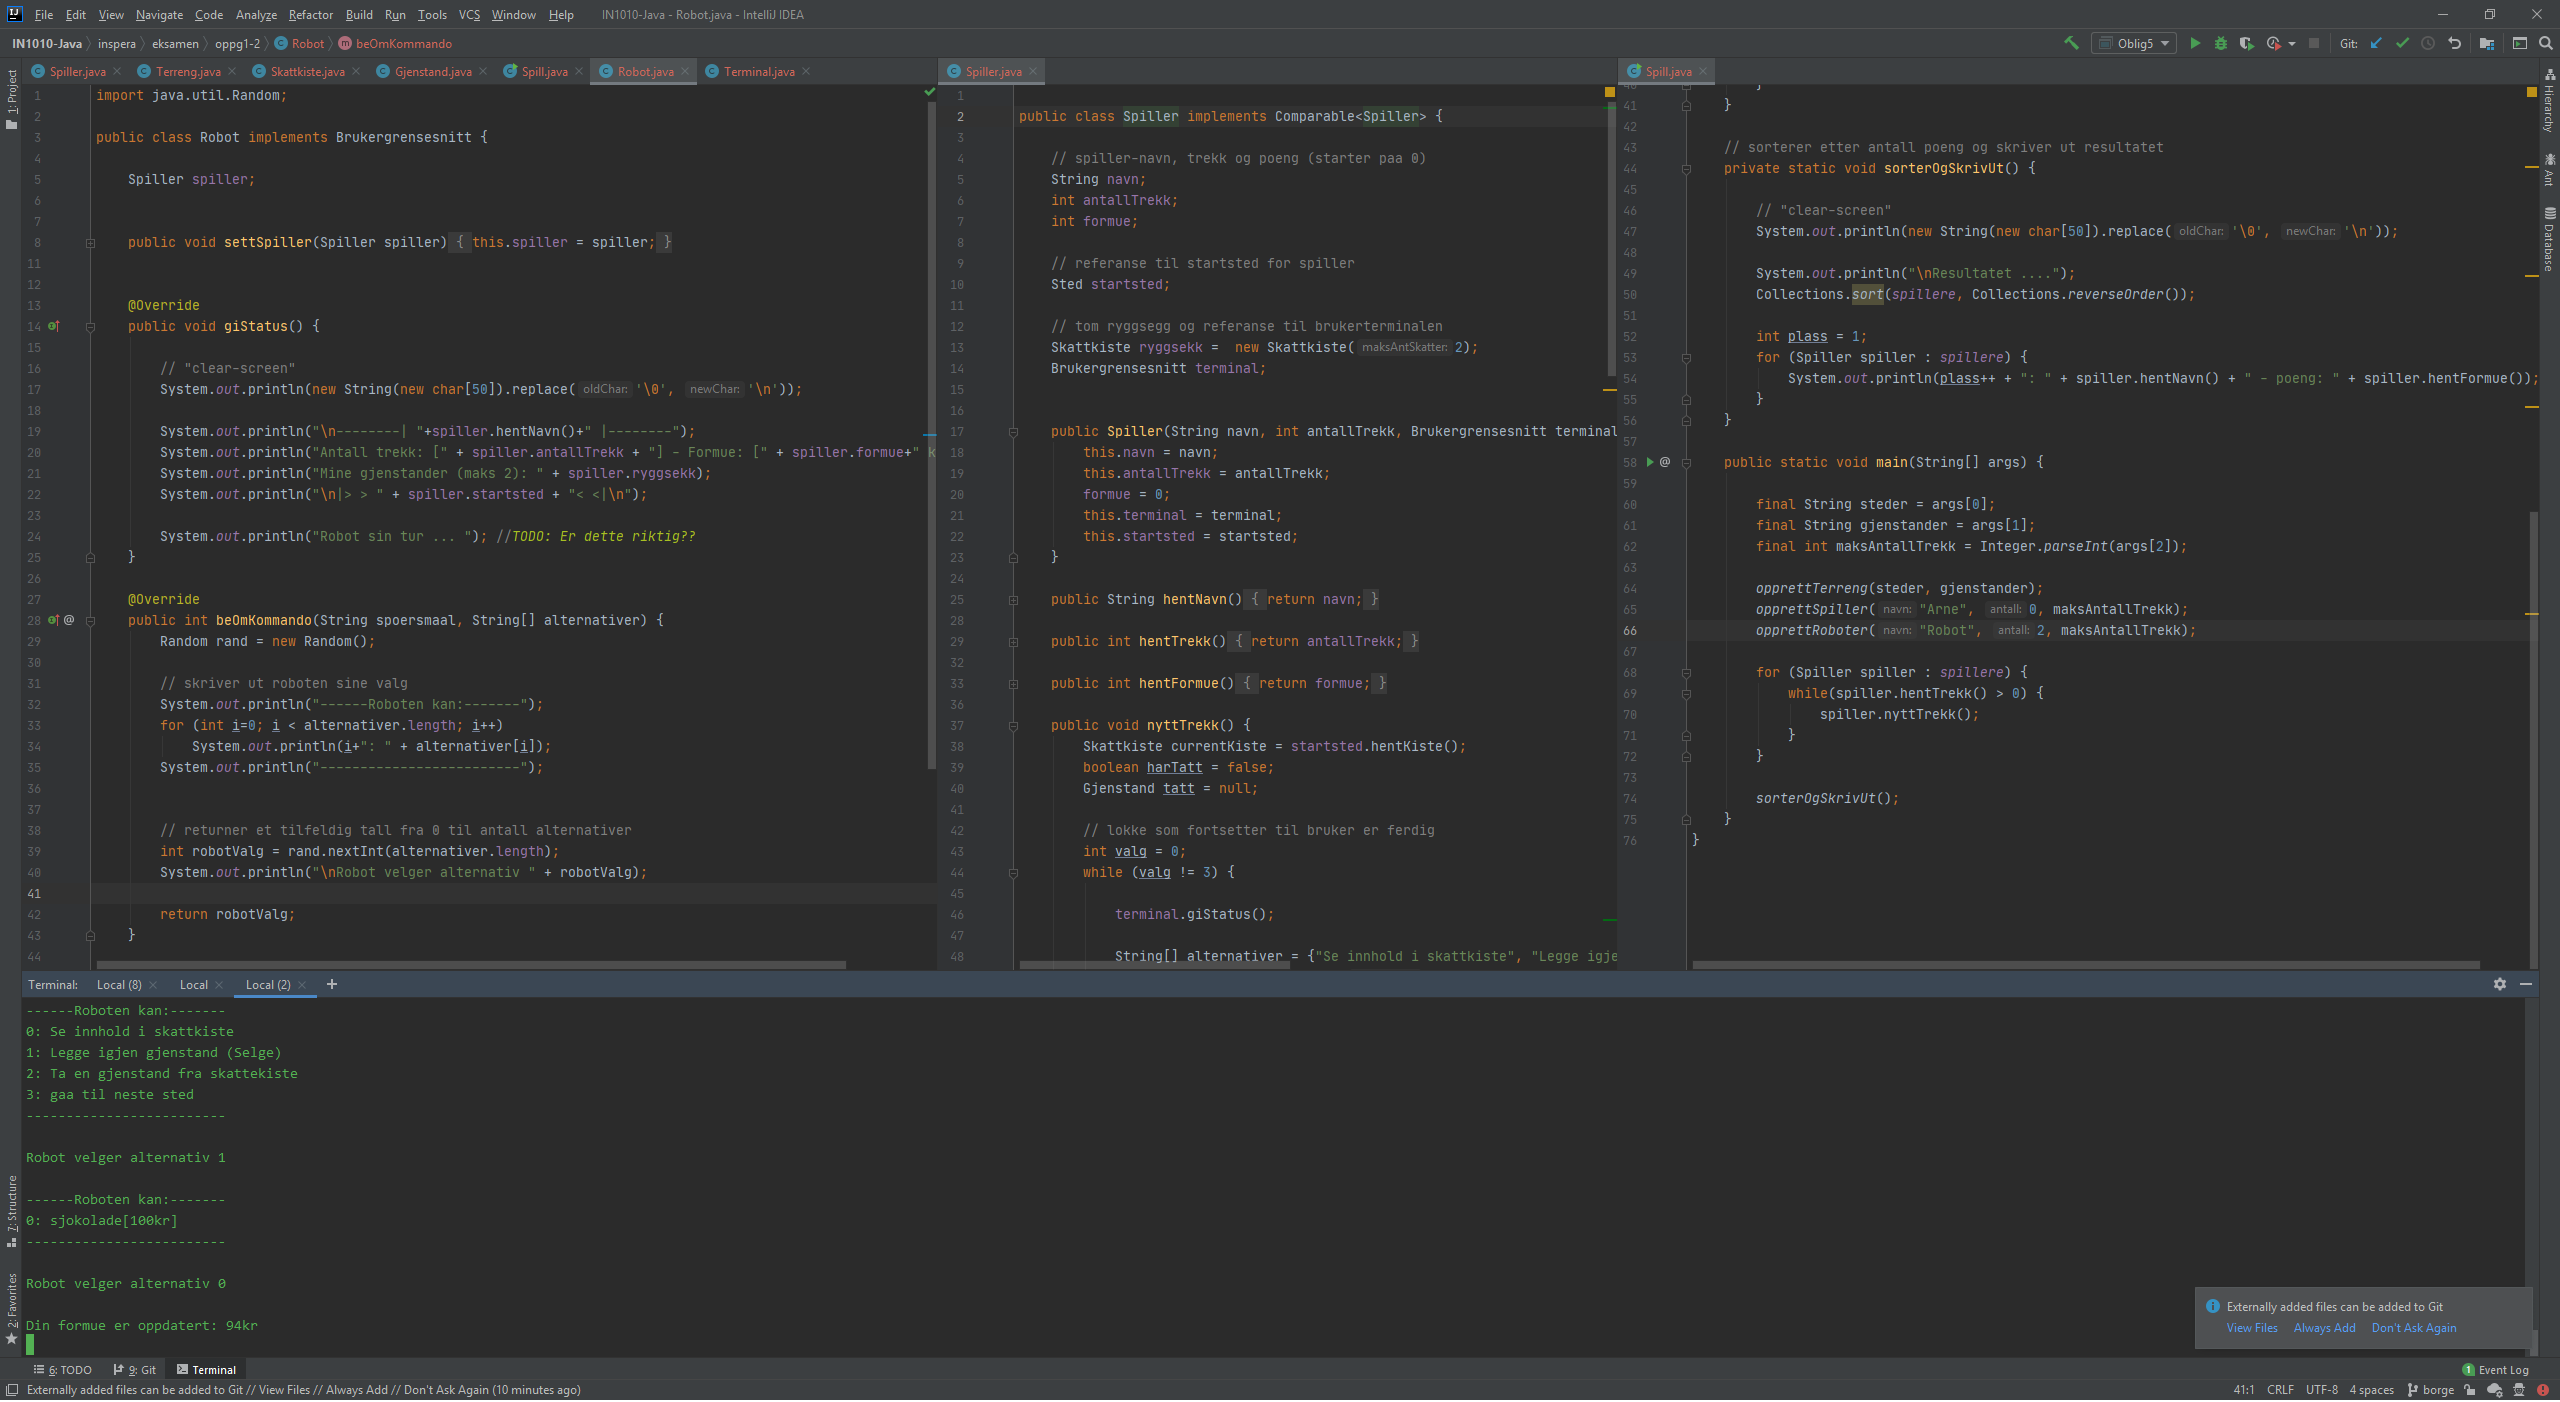 File Edit View Navigate Code Analyze Refactor Build Run Tools VCS Window Help IN1010-Java - Robot.java - IntelliJ IDEA
IN1010-Java inspera eksamen oppg1-2 Robot beOmKommando Oblig5 Git:
Spiller.java Terreng.java Skattkiste.java Gjenstand.java Spill.java Robot.java Terminal.java
1 import java.util.Random;
2
3 public class Robot implements Brukergrensesnitt {
4
5 Spiller spiller;
6
7
8 public void settSpiller(Spiller spiller) { this.spiller = spiller; }
11
12
13 @Override
14 public void giStatus() {
15
16 // "clear-screen"
17 System.out.println(new String(new char[50]).replace( oldChar: '\0', newChar: '\n'));
18
19 System.out.println("\n--------| "+spiller.hentNavn()+" |--------");
20 System.out.println("Antall trekk: [" + spiller.antallTrekk + "] - Formue: [" + spiller.formue+" k
21 System.out.println("Mine gjenstander (maks 2): " + spiller.ryggsekk);
22 System.out.println("\n|> > " + spiller.startsted + "< <|\n");
23
24 System.out.println("Robot sin tur ... "); //TODO: Er dette riktig??
25 }
26
27 @Override
28 public int beOmKommando(String spoersmaal, String[] alternativer) {
29 Random rand = new Random();
30
31 // skriver ut roboten sine valg
32 System.out.println("------Roboten kan:-------");
33 for (int i=0; i < alternativer.length; i++)
34 System.out.println(i+": " + alternativer[i]);
35 System.out.println("-------------------------");
36
37
38 // returner et tilfeldig tall fra 0 til antall alternativer
39 int robotValg = rand.nextInt(alternativer.length);
40 System.out.println("\nRobot velger alternativ " + robotValg);
41
42 return robotValg;
43 }
44
Spiller.java
1
2 public class Spiller implements Comparable<Spiller> {
3
4 // spiller-navn, trekk og poeng (starter paa 0)
5 String navn;
6 int antallTrekk;
7 int formue;
8
9 // referanse til startsted for spiller
10 Sted startsted;
11
12 // tom ryggsegg og referanse til brukerterminalen
13 Skattkiste ryggsekk = new Skattkiste( maksAntSkatter: 2);
14 Brukergrensesnitt terminal;
15
16
17 public Spiller(String navn, int antallTrekk, Brukergrensesnitt terminal
18 this.navn = navn;
19 this.antallTrekk = antallTrekk;
20 formue = 0;
21 this.terminal = terminal;
22 this.startsted = startsted;
23 }
24
25 public String hentNavn() { return navn; }
28
29 public int hentTrekk() { return antallTrekk; }
32
33 public int hentFormue() { return formue; }
36
37 public void nyttTrekk() {
38 Skattkiste currentKiste = startsted.hentKiste();
39 boolean harTatt = false;
40 Gjenstand tatt = null;
41
42 // lokke som fortsetter til bruker er ferdig
43 int valg = 0;
44 while (valg != 3) {
45
46 terminal.giStatus();
47
48 String[] alternativer = {"Se innhold i skattkiste", "Legge igje
Spill.java
40 }
41 }
42
43 // sorterer etter antall poeng og skriver ut resultatet
44 private static void sorterOgSkrivUt() {
45
46 // "clear-screen"
47 System.out.println(new String(new char[50]).replace( oldChar: '\0', newChar: '\n'));
48
49 System.out.println("\nResultatet ....");
50 Collections.sort(spillere, Collections.reverseOrder());
51
52 int plass = 1;
53 for (Spiller spiller : spillere) {
54 System.out.println(plass++ + ": " + spiller.hentNavn() + " - poeng: " + spiller.hentFormue());
55 }
56 }
57
58 public static void main(String[] args) {
59
60 final String steder = args[0];
61 final String gjenstander = args[1];
62 final int maksAntallTrekk = Integer.parseInt(args[2]);
63
64 opprettTerreng(steder, gjenstander);
65 opprettSpiller( navn: "Arne", antall: 0, maksAntallTrekk);
66 opprettRoboter( navn: "Robot", antall: 2, maksAntallTrekk);
67
68 for (Spiller spiller : spillere) {
69 while(spiller.hentTrekk() > 0) {
70 spiller.nyttTrekk();
71 }
72 }
73
74 sorterOgSkrivUt();
75 }
76 }
1: Project
7: Structure
2: Favorites
Hierarchy
Ant
Database
Terminal: Local (8) Local Local (2) +
------Roboten kan:-------
0: Se innhold i skattkiste
1: Legge igjen gjenstand (Selge)
2: Ta en gjenstand fra skattekiste
3: gaa til neste sted
-------------------------
Robot velger alternativ 1
------Roboten kan:-------
0: sjokolade[100kr]
-------------------------
Robot velger alternativ 0
Din formue er oppdatert: 94kr
Externally added files can be added to Git
View Files Always Add Don't Ask Again
6: TODO 9: Git Terminal 1 Event Log
Externally added files can be added to Git // View Files // Always Add // Don't Ask Again (10 minutes ago) 41:1 CRLF UTF-8 4 spaces borge